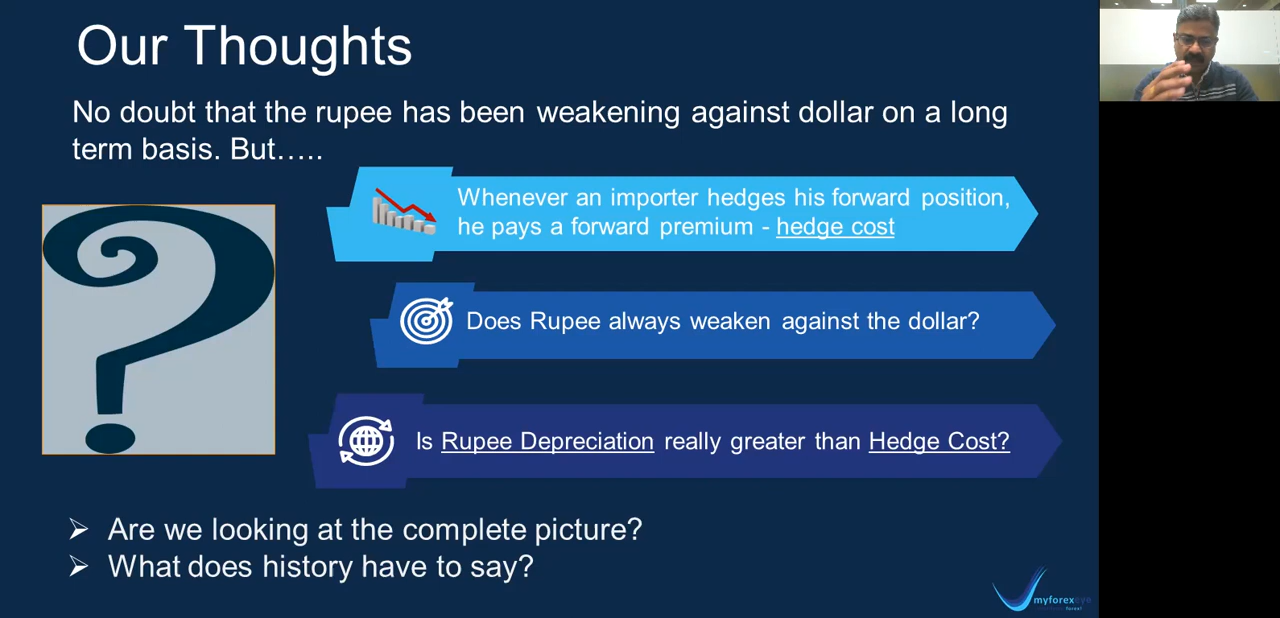 Our Thoughts
No doubt that the rupee has been weakening against dollar on a long
term basis. But…..
Whenever an importer hedges his forward position,
he pays a forward premium - hedge cost
Does Rupee always weaken against the dollar?
Is Rupee Depreciation really greater than Hedge Cost?
➢ Are we looking at the complete picture?
➢ What does history have to say?
myforexeye